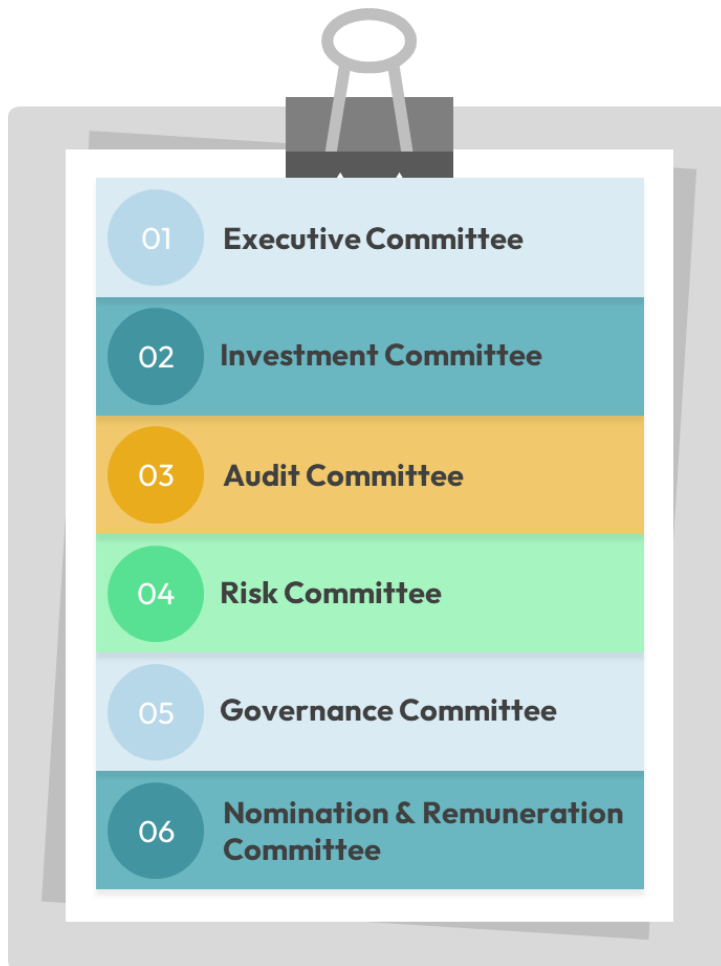 01
Executive Committee
02
Investment Committee
03
Audit Committee
04
Risk Committee
05
Governance Committee
06
Nomination & Remuneration
Committee